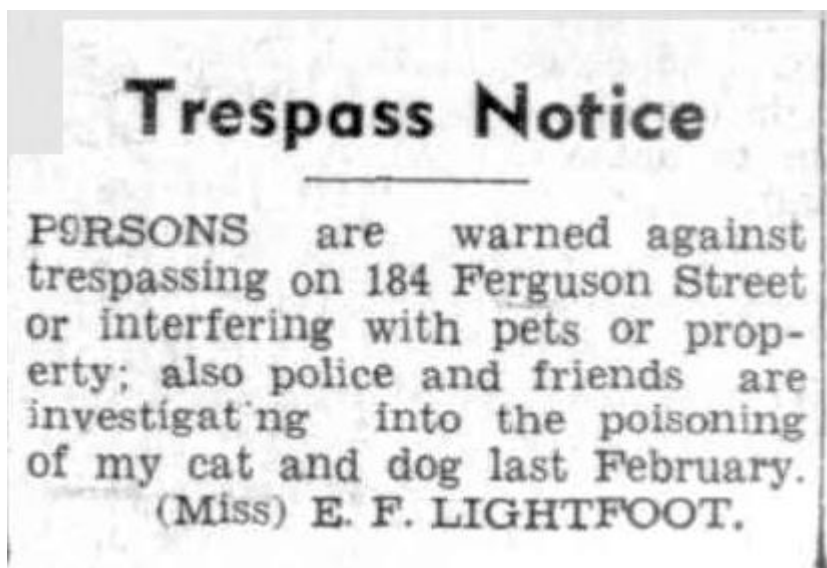 Trespass Notice
P9RSONS are warned against
trespassing on 184 Ferguson Street
or interfering with pets or prop-
erty; also police and friends are
investigat'ng into the poisoning
of my cat and dog last February.
(Miss) E. F. LIGHTFOOT.